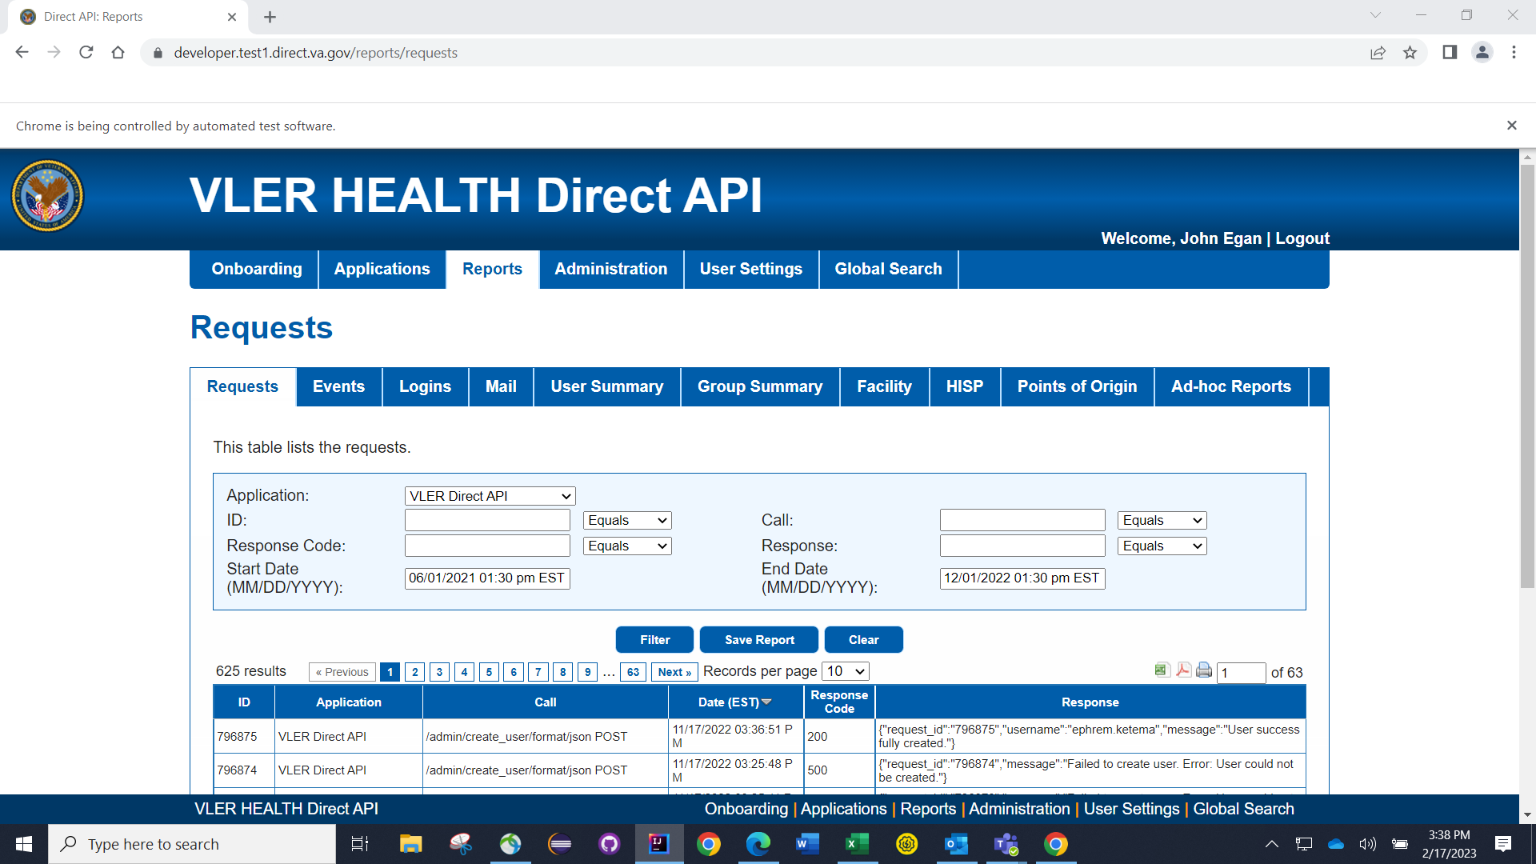 Direct API: Reports
developer.test1.direct.va.gov/reports/requests
Chrome is being controlled by automated test software.
VLER HEALTH Direct API
Welcome, John Egan | Logout
Onboarding Applications Reports Administration User Settings Global Search
Requests
Requests Events Logins Mail User Summary Group Summary Facility HISP Points of Origin Ad-hoc Reports
This table lists the requests.
Application: VLER Direct API
ID: Equals Call: Equals
Response Code: Equals Response: Equals
Start Date (MM/DD/YYYY): 06/01/2021 01:30 pm EST End Date (MM/DD/YYYY): 12/01/2022 01:30 pm EST
Filter Save Report Clear
625 results « Previous 1 2 3 4 5 6 7 8 9 ... 63 Next » Records per page 10 1 of 63
ID Application Call Date (EST) Response Code Response
796875 VLER Direct API /admin/create_user/format/json POST 11/17/2022 03:36:51 PM 200 {"request_id":"796875","username":"ephrem.ketema","message":"User successfully created."}
796874 VLER Direct API /admin/create_user/format/json POST 11/17/2022 03:25:48 PM 500 {"request_id":"796874","message":"Failed to create user. Error: User could not be created."}
VLER HEALTH Direct API Onboarding | Applications | Reports | Administration | User Settings | Global Search
Type here to search
3:38 PM
2/17/2023